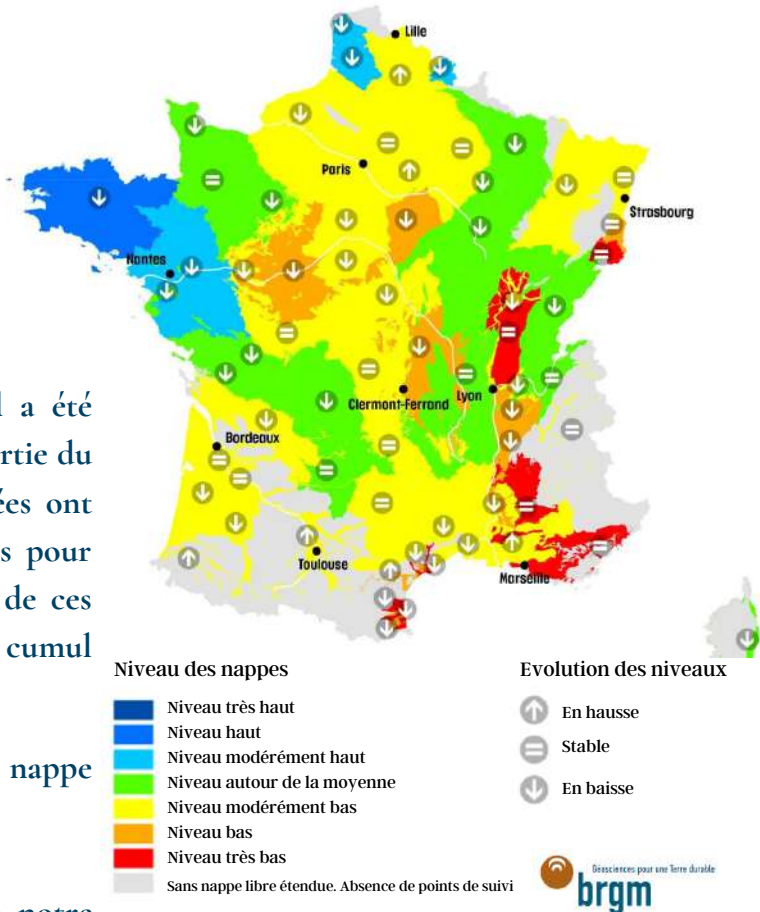 Lille
Paris
Strasbourg
Nantes
Clermont-Ferrand
Lyon
Bordeaux
Toulouse
Marseille
l a été
rtie du
ées ont
s pour
de ces
cumul
nappe
notre
Niveau des nappes
Niveau très haut
Niveau haut
Niveau modérément haut
Niveau autour de la moyenne
Niveau modérément bas
Niveau bas
Niveau très bas
Sans nappe libre étendue. Absence de points de suivi
Evolution des niveaux
En hausse
Stable
En baisse
Géosciences pour une Terre durable
brgm